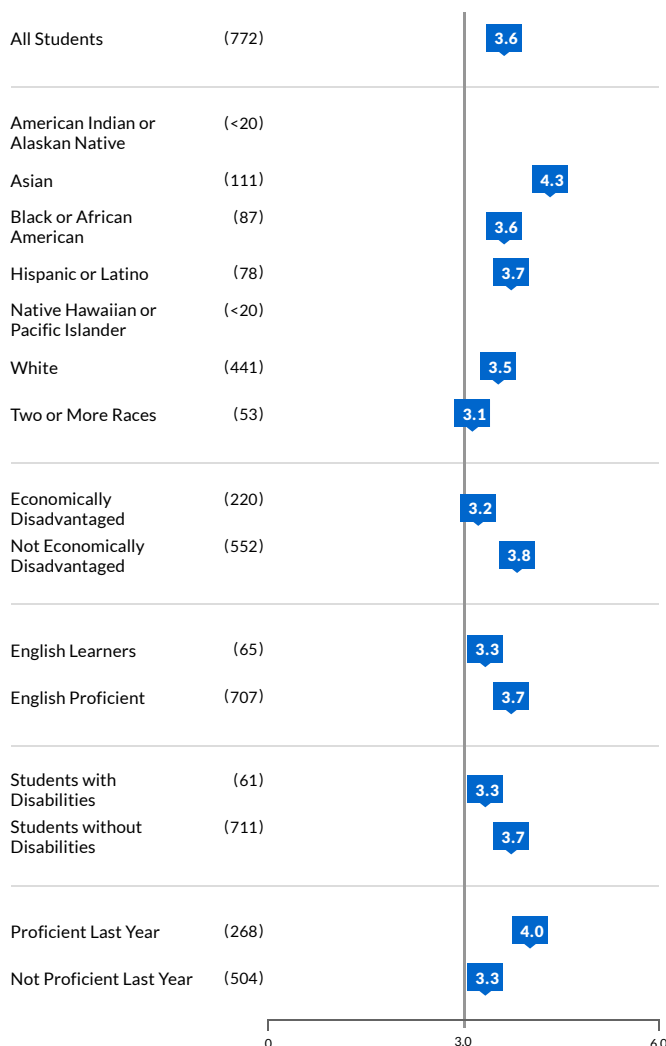 All Students (772) 3.6
American Indian or (<20)
Alaskan Native
Asian (111) 4.3
Black or African (87)
American 3.6
Hispanic or Latino (78) 3.7
Native Hawaiian or (<20)
Pacific Islander
White (441) 3.5
Two or More Races (53) 3.1
Economically (220)
Disadvantaged 3.2
Not Economically (552)
Disadvantaged 3.8
English Learners (65) 3.3
English Proficient (707) 3.7
Students with (61)
Disabilities 3.3
Students without (711)
Disabilities 3.7
Proficient Last Year (268) 4.0
Not Proficient Last Year (504) 3.3
0 3.0 6.0